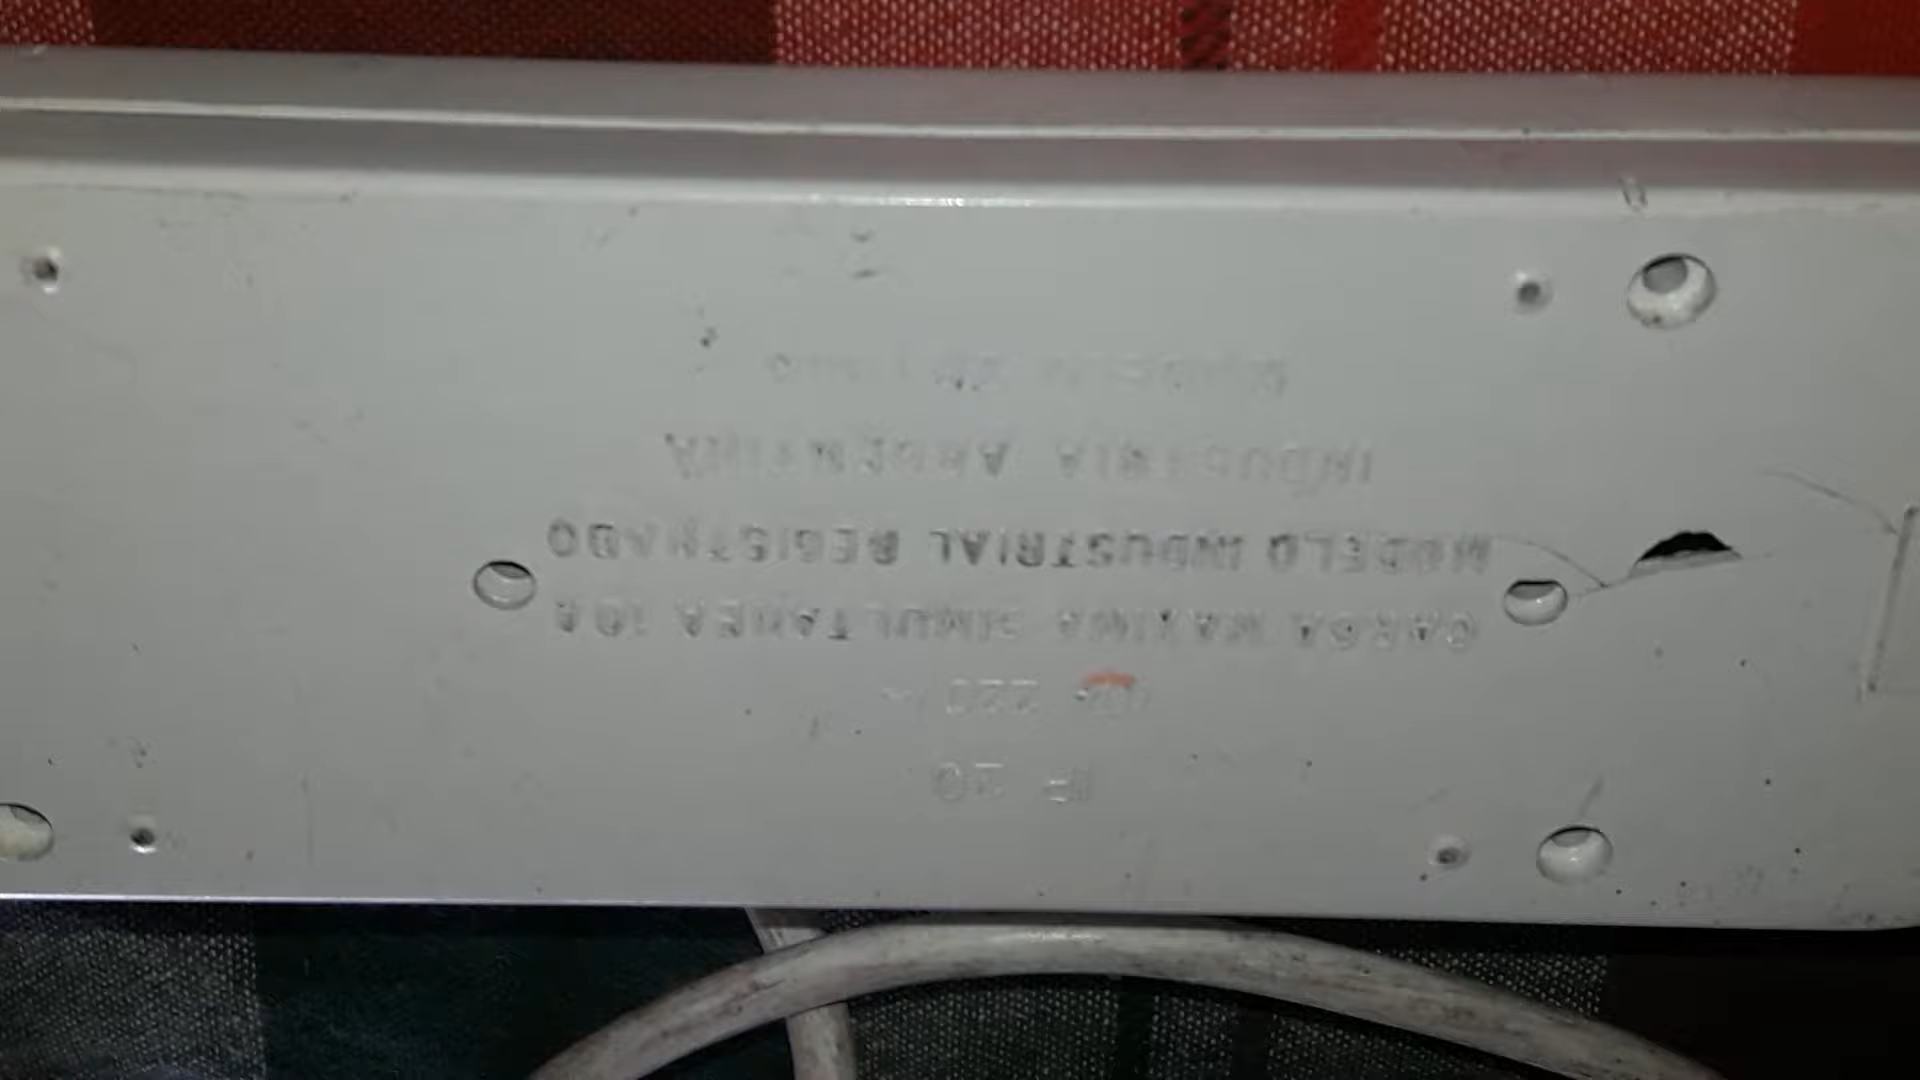 IP 20
220
CARGA MAXIMA SIMULTANEA 10A
MODELO INDUSTRIAL REGISTRADO
INDUSTRIA ARGENTINA